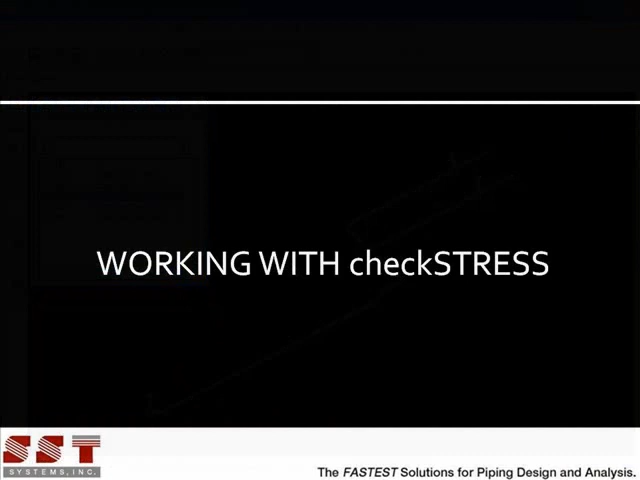 WORKING WITH checkSTRESS
SST
SYSTEMS, INC.
The FASTEST Solutions for Piping Design and Analysis.